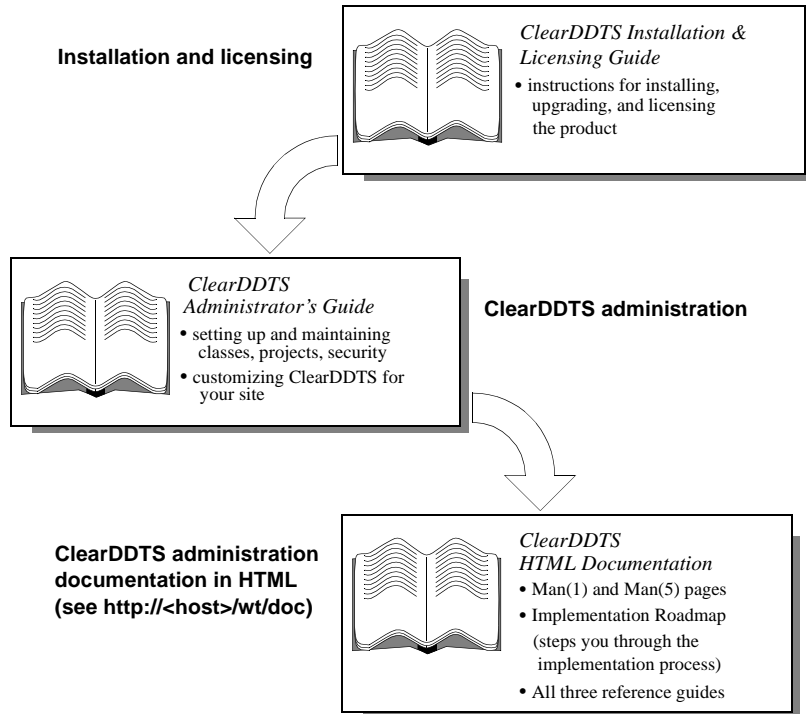 Installation and licensing
ClearDDTS Installation &
Licensing Guide
• instructions for installing,
upgrading, and licensing
the product
ClearDDTS
Administrator’s Guide
• setting up and maintaining
classes, projects, security
• customizing ClearDDTS for
your site
ClearDDTS administration
ClearDDTS administration
documentation in HTML
(see http://<host>/wt/doc)
ClearDDTS
HTML Documentation
• Man(1) and Man(5) pages
• Implementation Roadmap
(steps you through the
implementation process)
• All three reference guides